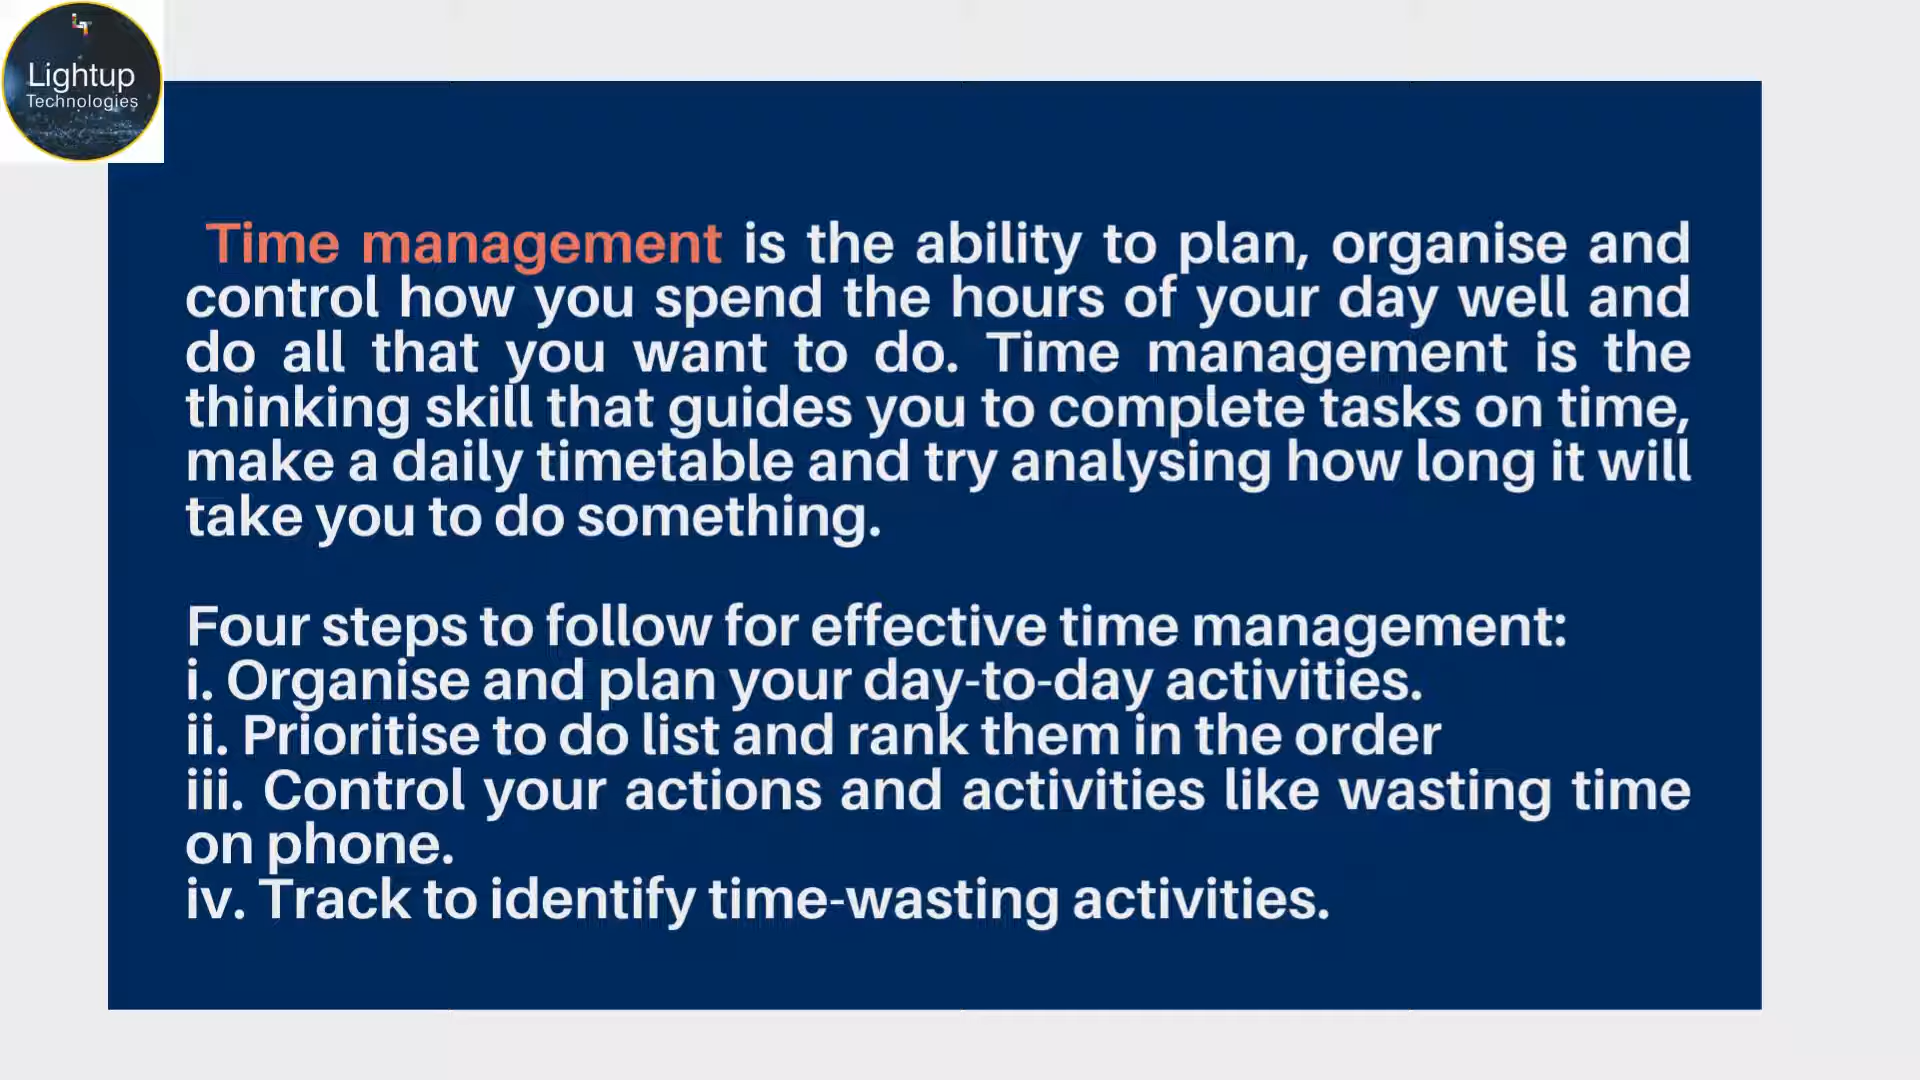 Lightup
Technologies
Time management is the ability to plan, organise and
control how you spend the hours of your day well and
do all that you want to do. Time management is the
thinking skill that guides you to complete tasks on time,
make a daily timetable and try analysing how long it will
take you to do something.
Four steps to follow for effective time management:
i. Organise and plan your day-to-day activities.
ii. Prioritise to do list and rank them in the order
iii. Control your actions and activities like wasting time
on phone.
iv. Track to identify time-wasting activities.